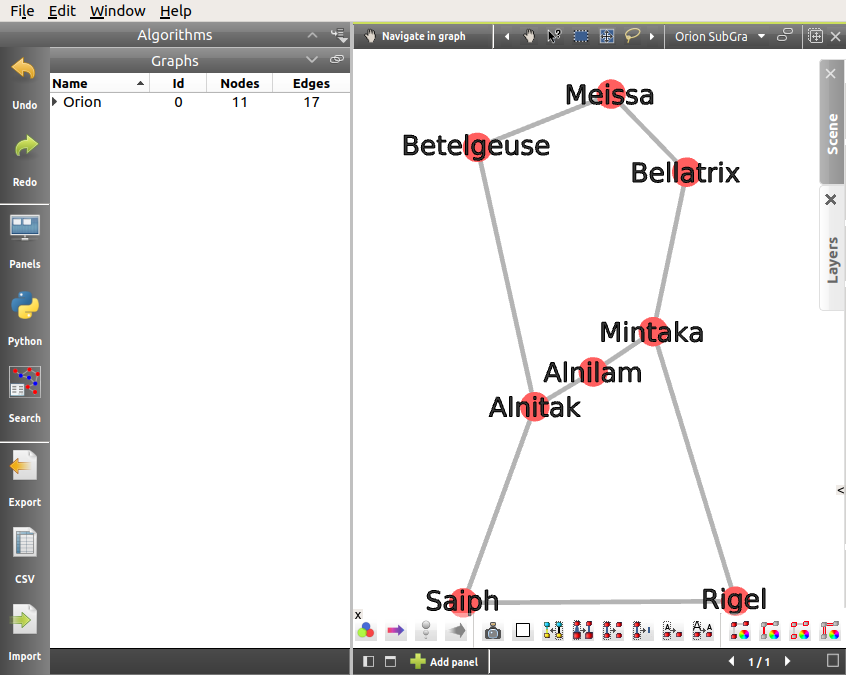 File Edit Window Help
Algorithms
Graphs
Name Id Nodes Edges
Orion 0 11 17
Undo
Redo
Panels
Python
Search
Export
CSV
Import
Navigate in graph
Orion SubGra
Meissa
Betelgeuse
Bellatrix
Mintaka
Alnilam
Alnitak
Saiph
Rigel
Scene
Layers
<
x
Add panel
1 / 1